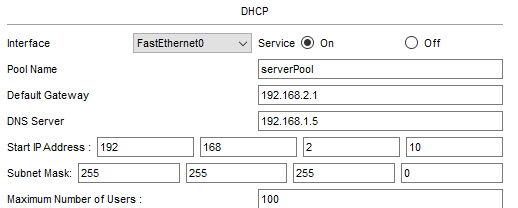 DHCP
Interface FastEthernet0 Service On Off
Pool Name serverPool
Default Gateway 192.168.2.1
DNS Server 192.168.1.5
Start IP Address : 192 168 2 10
Subnet Mask: 255 255 255 0
Maximum Number of Users : 100